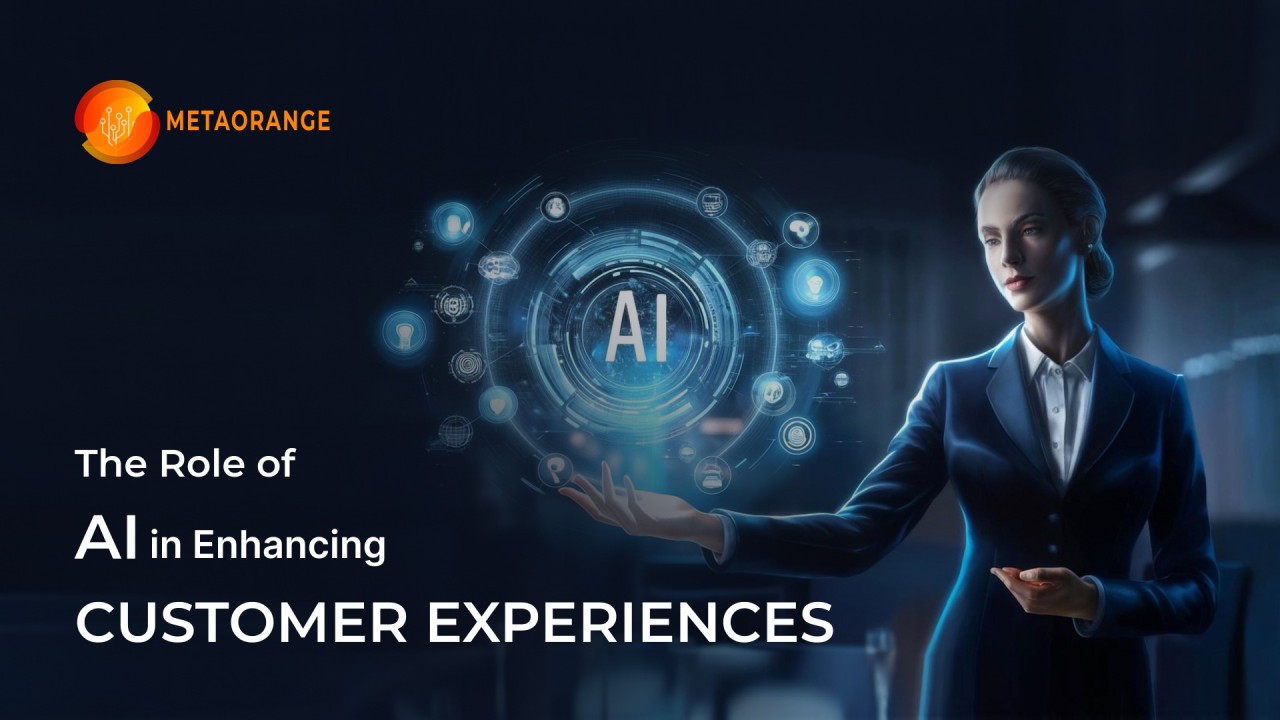 METAORANGE
AI
The Role of
AI in Enhancing
CUSTOMER EXPERIENCES